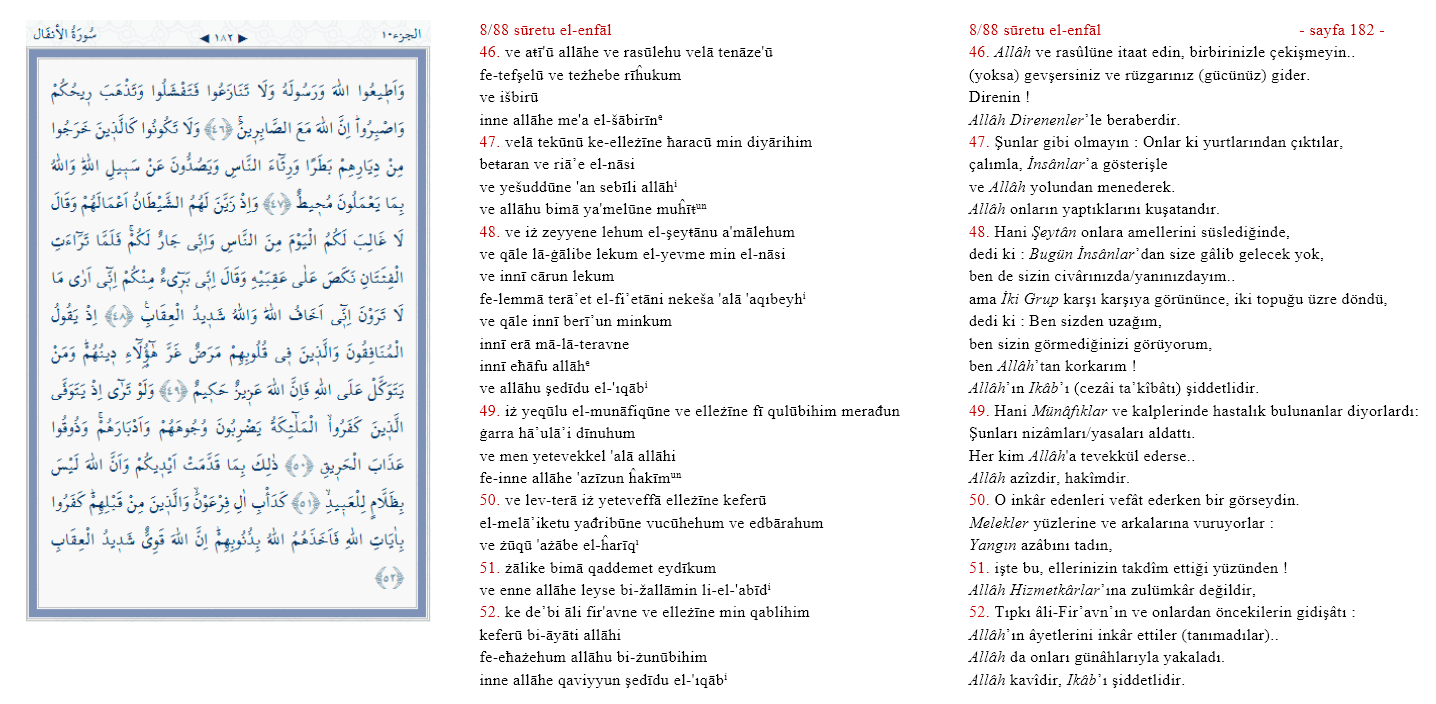 سُورَةُ الْأَنفَال
◀ ١٨٢ ▶
الجزء١٠
وَاَطٖيعُوا اللّٰهَ وَرَسُولَهُ وَلَا تَنَازَعُوا فَتَفْشَلُوا وَتَذْهَبَ رٖيحُكُمْ
وَاصْبِرُواؕ اِنَّ اللّٰهَ مَعَ الصَّابِرٖينَۚ ﴿٤٦﴾ وَلَا تَكُونُوا كَالَّذٖينَ خَرَجُوا
مِنْ دِيَارِهِمْ بَطَرًا وَرِئَٓاءَ النَّاسِ وَيَصُدُّونَ عَنْ سَبٖيلِ اللّٰهِؕ وَاللّٰهُ
بِمَا يَعْمَلُونَ مُحٖيطٌ ﴿٤٧﴾ وَاِذْ زَيَّنَ لَهُمُ الشَّيْطَانُ اَعْمَالَهُمْ وَقَالَ
لَا غَالِبَ لَكُمُ الْيَوْمَ مِنَ النَّاسِ وَاِنّٖي جَارٌ لَكُمْۚ فَلَمَّا تَرَٓاءَتِ
الْفِئَتَانِ نَكَصَ عَلٰى عَقِبَيْهِ وَقَالَ اِنّٖي بَرٖٓيءٌ مِنْكُمْ اِنّٖٓي اَرٰى مَا
لَا تَرَوْنَ اِنّٖٓي اَخَافُ اللّٰهَؕ وَاللّٰهُ شَدٖيدُ الْعِقَابِۚ ﴿٤٨﴾ اِذْ يَقُولُ
الْمُنَافِقُونَ وَالَّذٖينَ فٖي قُلُوبِهِمْ مَرَضٌ غَرَّ هٰٓؤُ۬لَٓاءِ دٖينُهُمْؕ وَمَنْ
يَتَوَكَّلْ عَلَى اللّٰهِ فَاِنَّ اللّٰهَ عَزٖيزٌ حَكٖيمٌ ﴿٤٩﴾ وَلَوْ تَرٰٓى اِذْ يَتَوَفَّى
الَّذٖينَ كَفَرُواۙ الْمَلٰٓئِكَةُ يَضْرِبُونَ وُجُوهَهُمْ وَاَدْبَارَهُمْۚ وَذُوقُوا
عَذَابَ الْحَرٖيقِ ﴿٥٠﴾ ذٰلِكَ بِمَا قَدَّمَتْ اَيْدٖيكُمْ وَاَنَّ اللّٰهَ لَيْسَ
بِظَلَّامٍ لِلْعَبٖيدِۙ ﴿٥١﴾ كَدَأْبِ اٰلِ فِرْعَوْنَۙ وَالَّذٖينَ مِنْ قَبْلِهِمْؕ كَفَرُوا
بِاٰيَاتِ اللّٰهِ فَاَخَذَهُمُ اللّٰهُ بِذُنُوبِهِمْؕ اِنَّ اللّٰهَ قَوِيٌّ شَدٖيدُ الْعِقَابِ
﴿٥٢﴾
8/88 sūretu el-enfāl
46. ve aŧī'ū allāhe ve rasūlehu velā tenāze'ū
fe-tefşelū ve teżhebe rīĥukum
ve išbirū
inne allāhe me'a el-šābirīnᵉ
47. velā tekūnū ke-elleżīne ħaracū min diyārihim
beŧaran ve riā’e el-nāsi
ve yešuddūne 'an sebīli allāhⁱ
ve allāhu bimā ya'melūne muĥīŧᵘⁿ
48. ve iż zeyyene lehum el-şeyŧānu a'mālehum
ve qāle lā-ġālibe lekum el-yevme min el-nāsi
ve innī cārun lekum
fe-lemmā terā’et el-fi’etāni nekeša 'alā 'aqıbeyhⁱ
ve qāle innī berī’un minkum
innī erā mā-lā-teravne
innī eħāfu allāhᵉ
ve allāhu şedīdu el-'ıqābⁱ
49. iż yeqūlu el-munāfiqūne ve elleżīne fī qulūbihim merađun
ġarra hā’ulā’i dīnuhum
ve men yetevekkel 'alā allāhi
fe-inne allāhe 'azīzun ĥakīmᵘⁿ
50. ve lev-terā iż yeteveffā elleżīne keferū
el-melā’iketu yađribūne vucūhehum ve edbārahum
ve żūqū 'ażābe el-ĥarīqⁱ
51. żālike bimā qaddemet eydīkum
ve enne allāhe leyse bi-žallāmin li-el-'abīdⁱ
52. ke de’bi āli fir'avne ve elleżīne min qablihim
keferū bi-āyāti allāhi
fe-eħażehum allāhu bi-żunūbihim
inne allāhe qaviyyun şedīdu el-'ıqābⁱ
8/88 sūretu el-enfāl - sayfa 182 -
46. Allâh ve rasûlüne itaat edin, birbirinizle çekişmeyin..
(yoksa) gevşersiniz ve rüzgarınız (gücünüz) gider.
Direnin !
Allâh Direnenler’le beraberdir.
47. Şunlar gibi olmayın : Onlar ki yurtlarından çıktılar,
çalımla, İnsânlar’a gösterişle
ve Allâh yolundan menederek.
Allâh onların yaptıklarını kuşatandır.
48. Hani Şeytân onlara amellerini süslediğinde,
dedi ki : Bugün İnsânlar’dan size gâlib gelecek yok,
ben de sizin civârınızda/yanınızdayım..
ama İki Grup karşı karşıya görününce, iki topuğu üzre döndü,
dedi ki : Ben sizden uzağım,
ben sizin görmediğinizi görüyorum,
ben Allâh’tan korkarım !
Allâh’ın Ikâb’ı (cezâi ta’kîbâtı) şiddetlidir.
49. Hani Münâfıklar ve kalplerinde hastalık bulunanlar diyorlardı:
Şunları nizâmları/yasaları aldattı.
Her kim Allâh'a tevekkül ederse..
Allâh azîzdir, hakîmdir.
50. O inkâr edenleri vefât ederken bir görseydin.
Melekler yüzlerine ve arkalarına vuruyorlar :
Yangın azâbını tadın,
51. işte bu, ellerinizin takdîm ettiği yüzünden !
Allâh Hizmetkârlar’ına zulümkâr değildir,
52. Tıpkı âli-Fir’avn’ın ve onlardan öncekilerin gidişâtı :
Allâh’ın âyetlerini inkâr ettiler (tanımadılar)..
Allâh da onları günâhlarıyla yakaladı.
Allâh kavîdir, Ikâb’ı şiddetlidir.